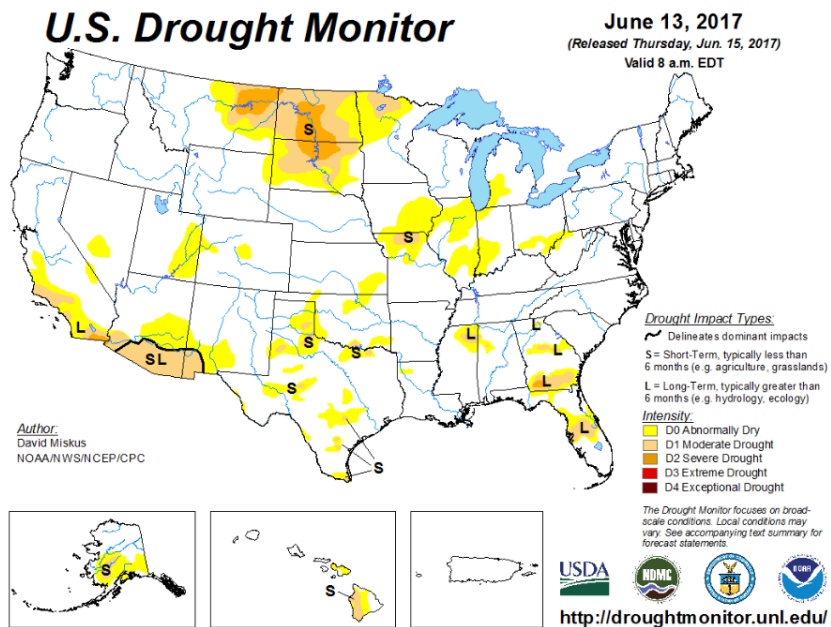 U.S. Drought Monitor
June 13, 2017
(Released Thursday, Jun. 15, 2017)
Valid 8 a.m. EDT
S
S
L
S L
S
S
S
S
L
L
L
L
L
Drought Impact Types:
Delineates dominant impacts
S = Short-Term, typically less than
6 months (e.g. agriculture, grasslands)
L = Long-Term, typically greater than
6 months (e.g. hydrology, ecology)
Intensity:
D0 Abnormally Dry
D1 Moderate Drought
D2 Severe Drought
D3 Extreme Drought
D4 Exceptional Drought
Author:
David Miskus
NOAA/NWS/NCEP/CPC
The Drought Monitor focuses on broad-
scale conditions. Local conditions may
vary. See accompanying text summary for
forecast statements.
S
S
USDA
NDMC
NOAA
http://droughtmonitor.unl.edu/